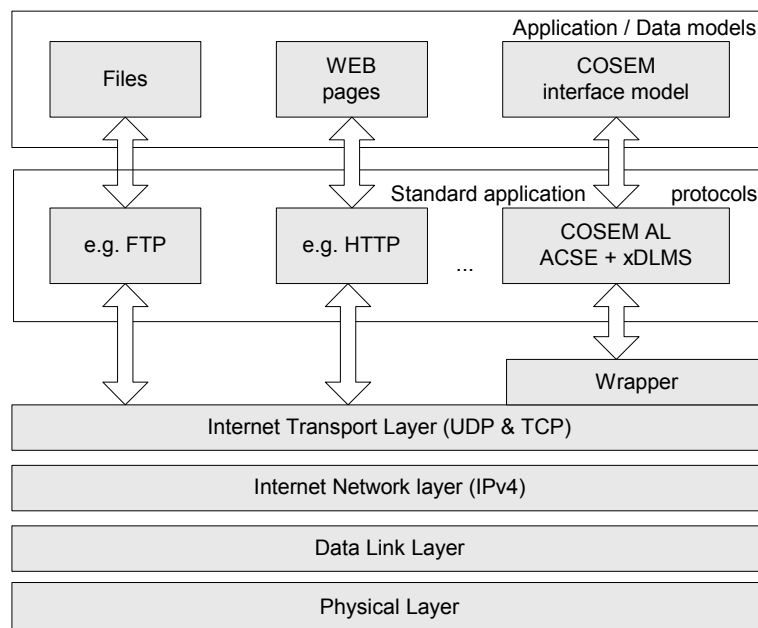 Application / Data models
Files
WEB
pages
COSEM
interface model
Standard application protocols
e.g. FTP
e.g. HTTP
...
COSEM AL
ACSE + xDLMS
Wrapper
Internet Transport Layer (UDP & TCP)
Internet Network layer (IPv4)
Data Link Layer
Physical Layer